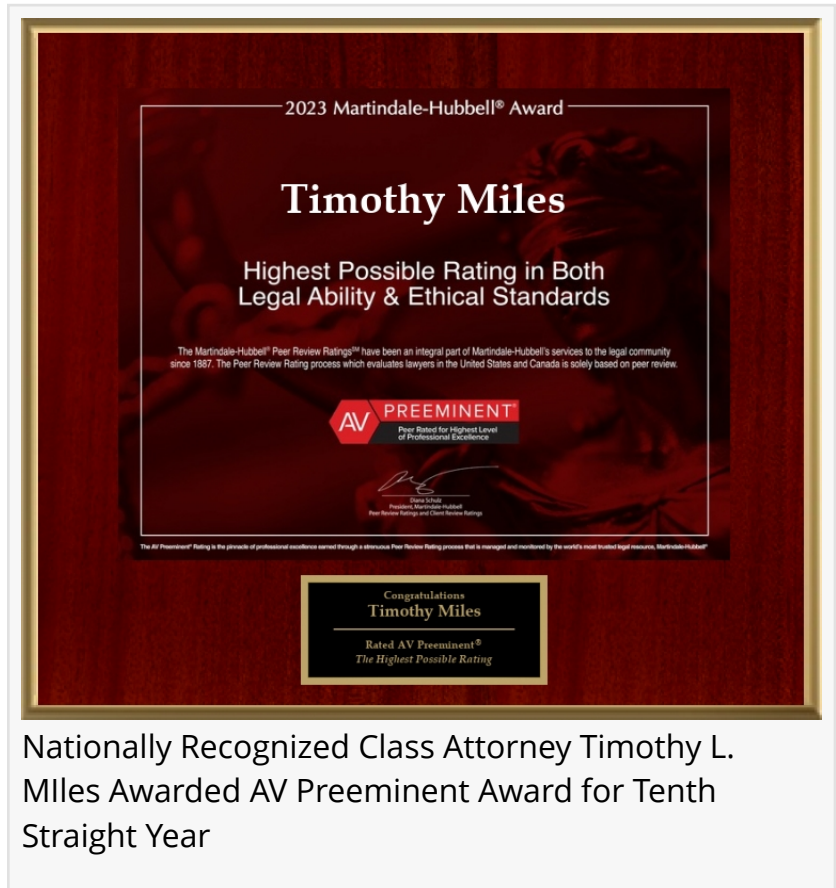 2023 Martindale-Hubbell® Award
Timothy Miles
Highest Possible Rating in Both
Legal Ability & Ethical Standards
The Martindale-Hubbell® Peer Review Ratings℠ have been an integral part of Martindale-Hubbell's services to the legal community
since 1887. The Peer Review Rating process which evaluates lawyers in the United States and Canada is solely based on peer review.
AV PREEMINENT®
Peer Rated for Highest Level
of Professional Excellence
Diana Schulz
President, Martindale-Hubbell
Peer Review Ratings and Client Review Ratings
The AV Preeminent® Rating is the pinnacle of professional excellence earned through a strenuous Peer Review Rating process that is managed and monitored by the world's most trusted legal resource, Martindale-Hubbell®
Congratulations
Timothy Miles
Rated AV Preeminent®
The Highest Possible Rating
Nationally Recognized Class Attorney Timothy L.
MIles Awarded AV Preeminent Award for Tenth
Straight Year